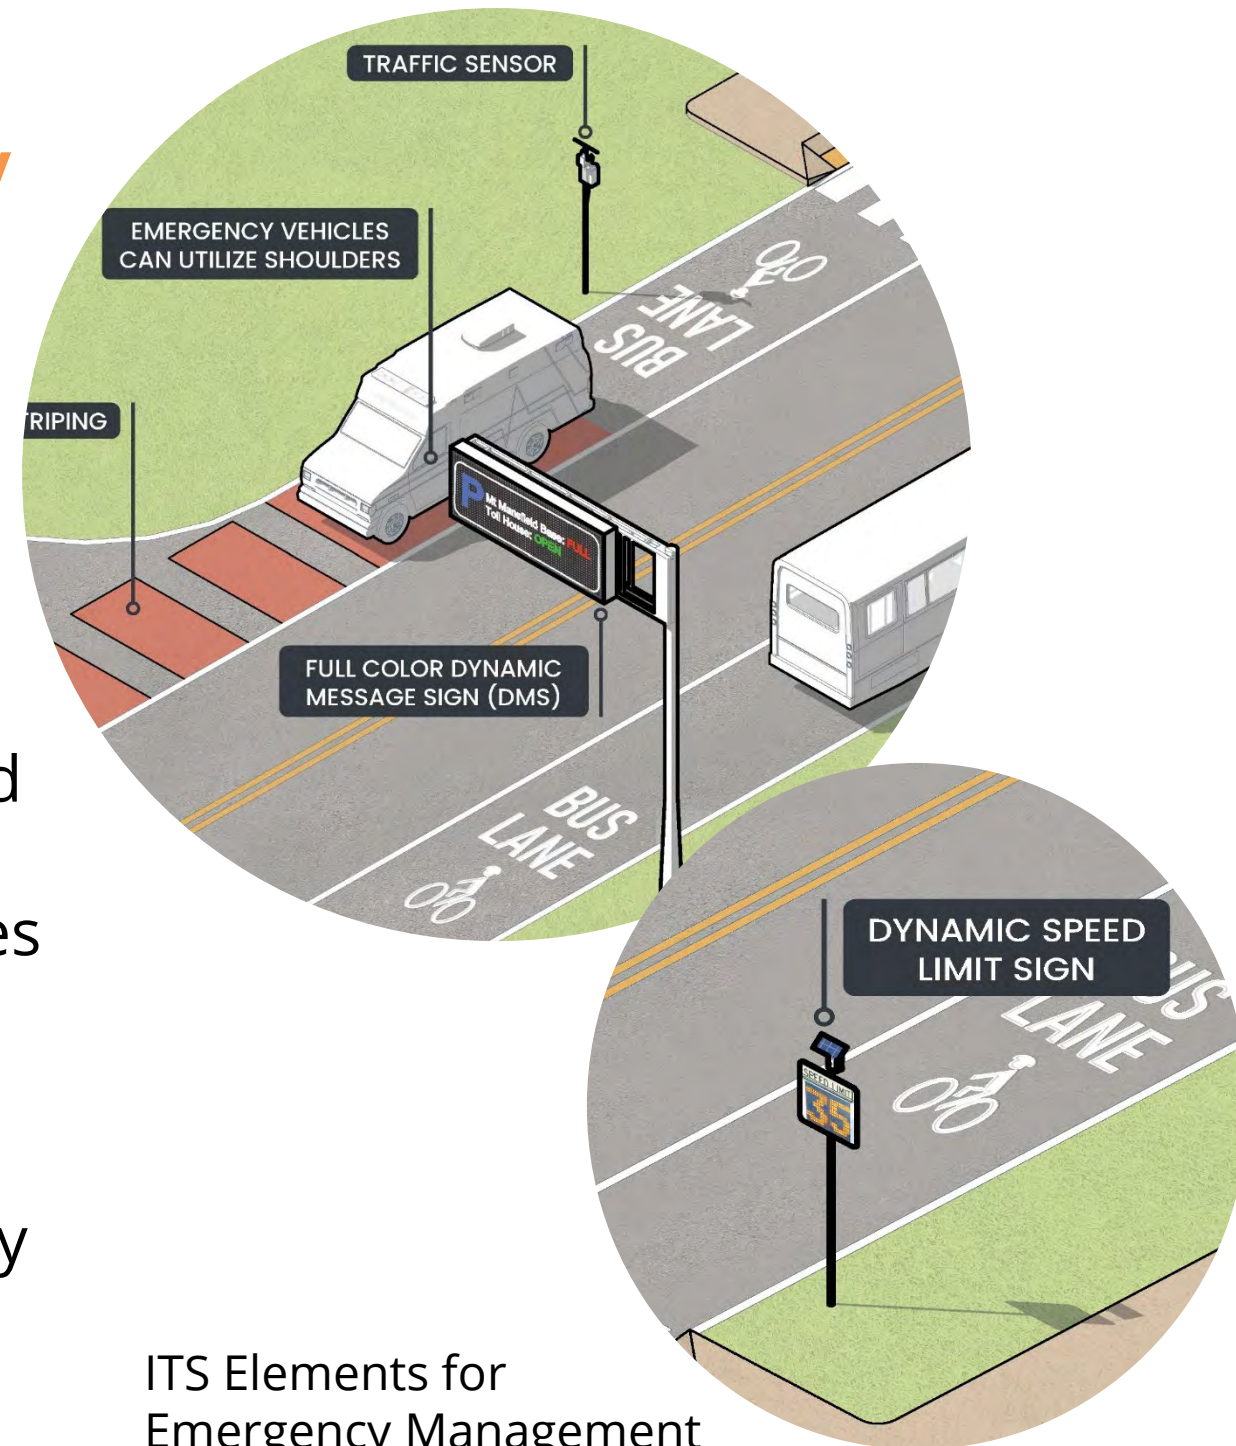 y
TRAFFIC SENSOR
EMERGENCY VEHICLES
CAN UTILIZE SHOULDERS
BUS
LANE
TRIPING
P
Mt Mansfield Base: FULL
Toll House: OPEN
FULL COLOR DYNAMIC
MESSAGE SIGN (DMS)
d
BUS
LANE
es
DYNAMIC SPEED
LIMIT SIGN
BUS
LANE
SPEED LIMIT
35
y
ITS Elements for
Emergency Management